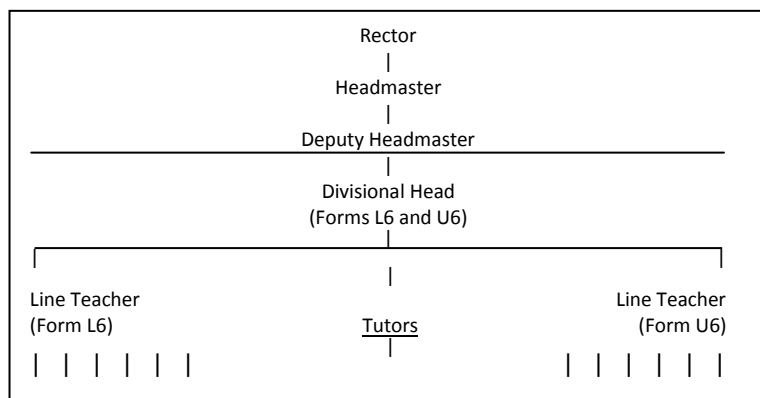 Rector
Headmaster
Deputy Headmaster
Divisional Head
(Forms L6 and U6)
Line Teacher
(Form L6)
Tutors
Line Teacher
(Form U6)